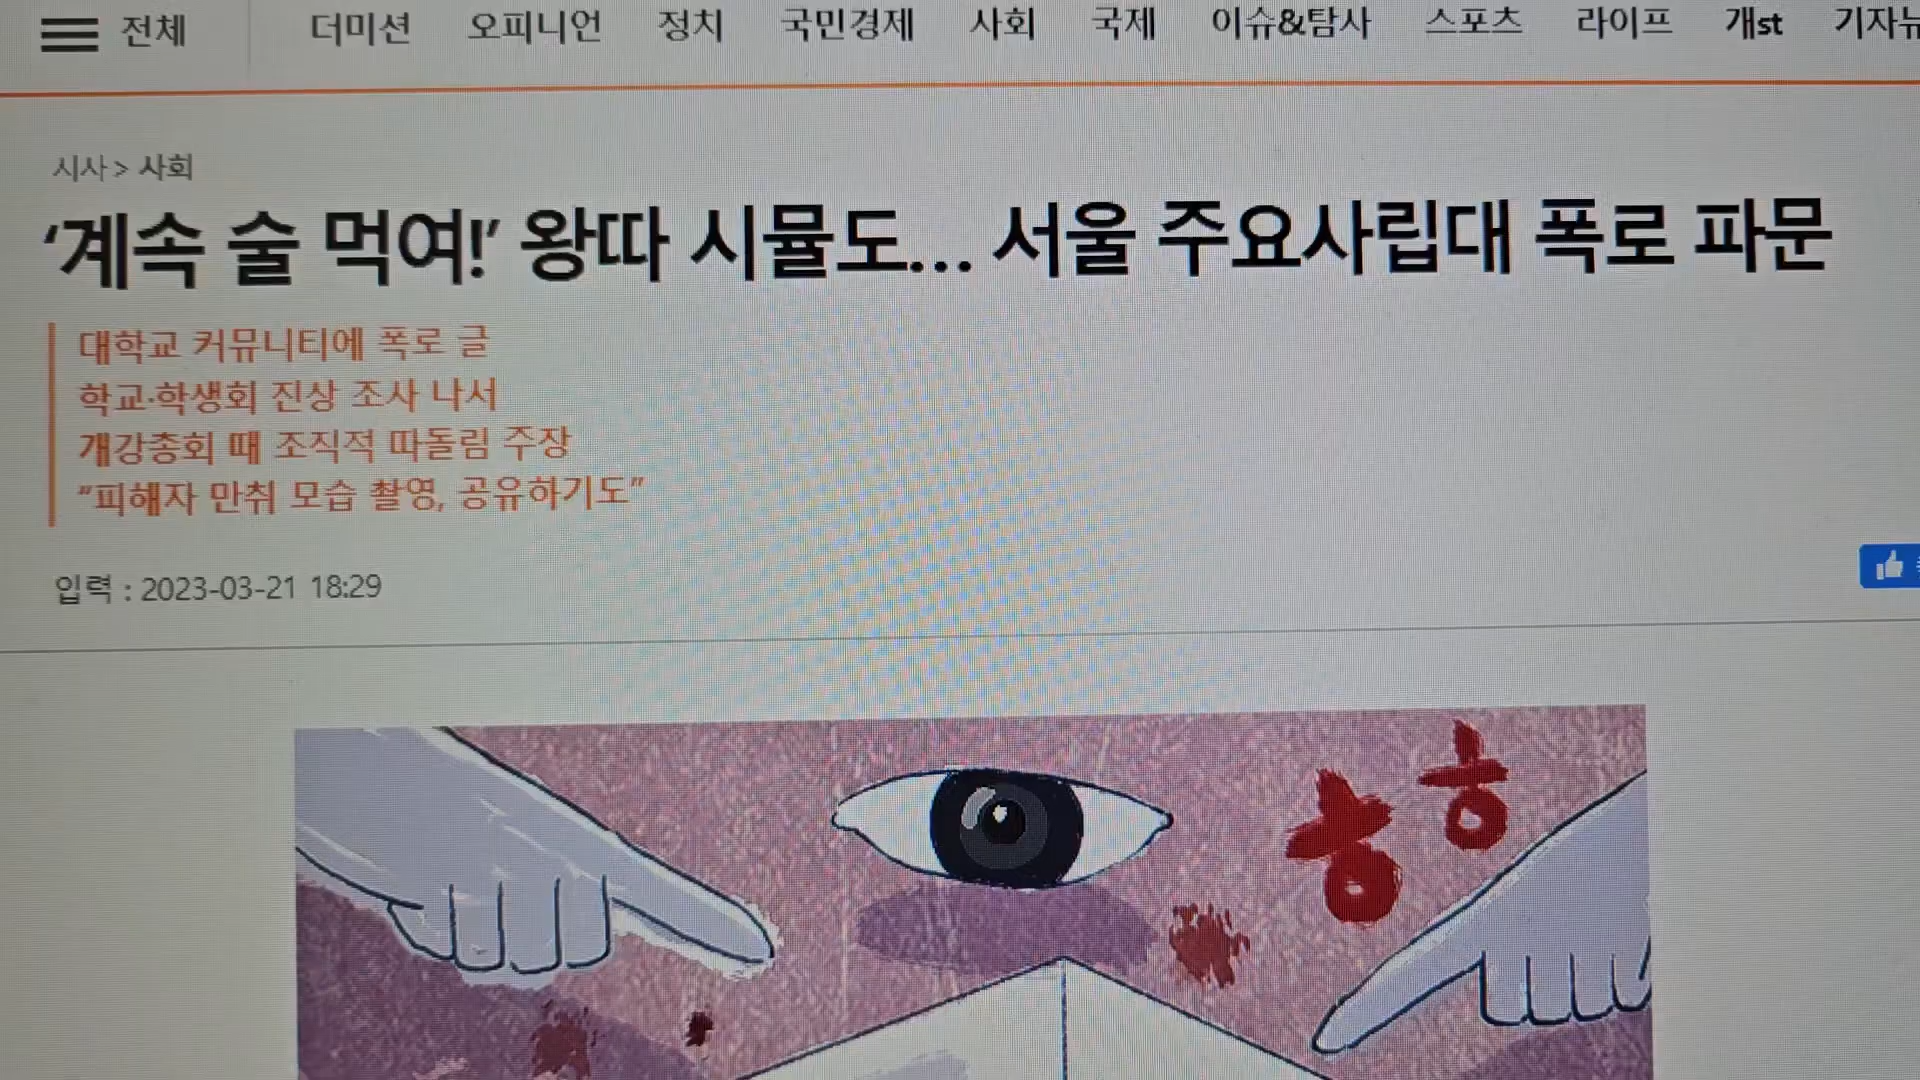 전체 더미션 오피니언 정치 국민경제 사회 국제 이슈&탐사 스포츠 라이프 개st 기자뉴
시사 > 사회
‘계속 술 먹여!’ 왕따 시뮬도… 서울 주요사립대 폭로 파문
대학교 커뮤니티에 폭로 글
학교·학생회 진상 조사 나서
개강총회 때 조직적 따돌림 주장
“피해자 만취 모습 촬영, 공유하기도”
입력 : 2023-03-21 18:29
ㅎㅎ